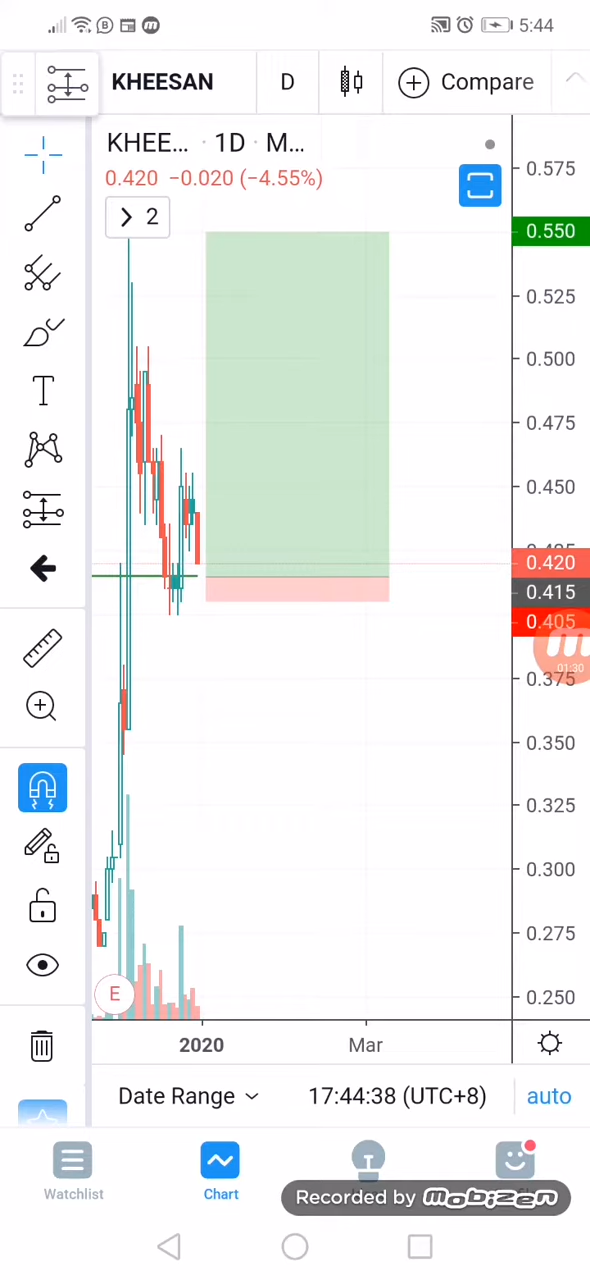 5:44
KHEESAN D Compare
KHEE... · 1D · M...
0.420 −0.020 (−4.55%)
2
0.575
0.550
0.525
0.500
0.475
0.450
0.420
0.415
0.405
01:30
0.375
0.350
0.325
0.300
0.275
0.250
T
E
2020 Mar
Date Range 17:44:38 (UTC+8) auto
Watchlist Chart
Recorded by mobizen